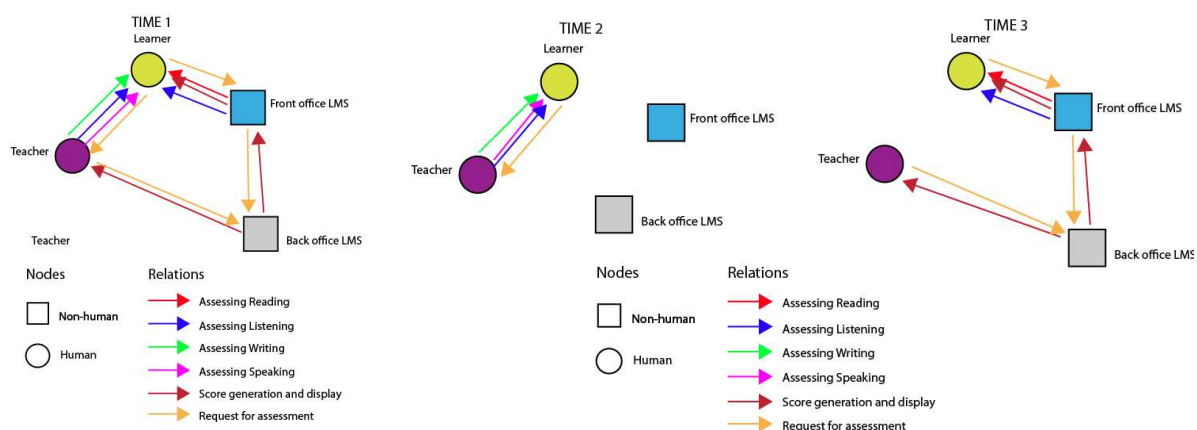 TIME 1
Learner
Front office LMS
Teacher
Back office LMS
Teacher
Nodes
Relations
Non-human
Human
Assessing Reading
Assessing Listening
Assessing Writing
Assessing Speaking
Score generation and display
Request for assessment
TIME 2
Learner
Front office LMS
Teacher
Back office LMS
Nodes
Relations
Non-human
Human
Assessing Reading
Assessing Listening
Assessing Writing
Assessing Speaking
Score generation and display
Request for assessment
TIME 3
Learner
Front office LMS
Teacher
Back office LMS